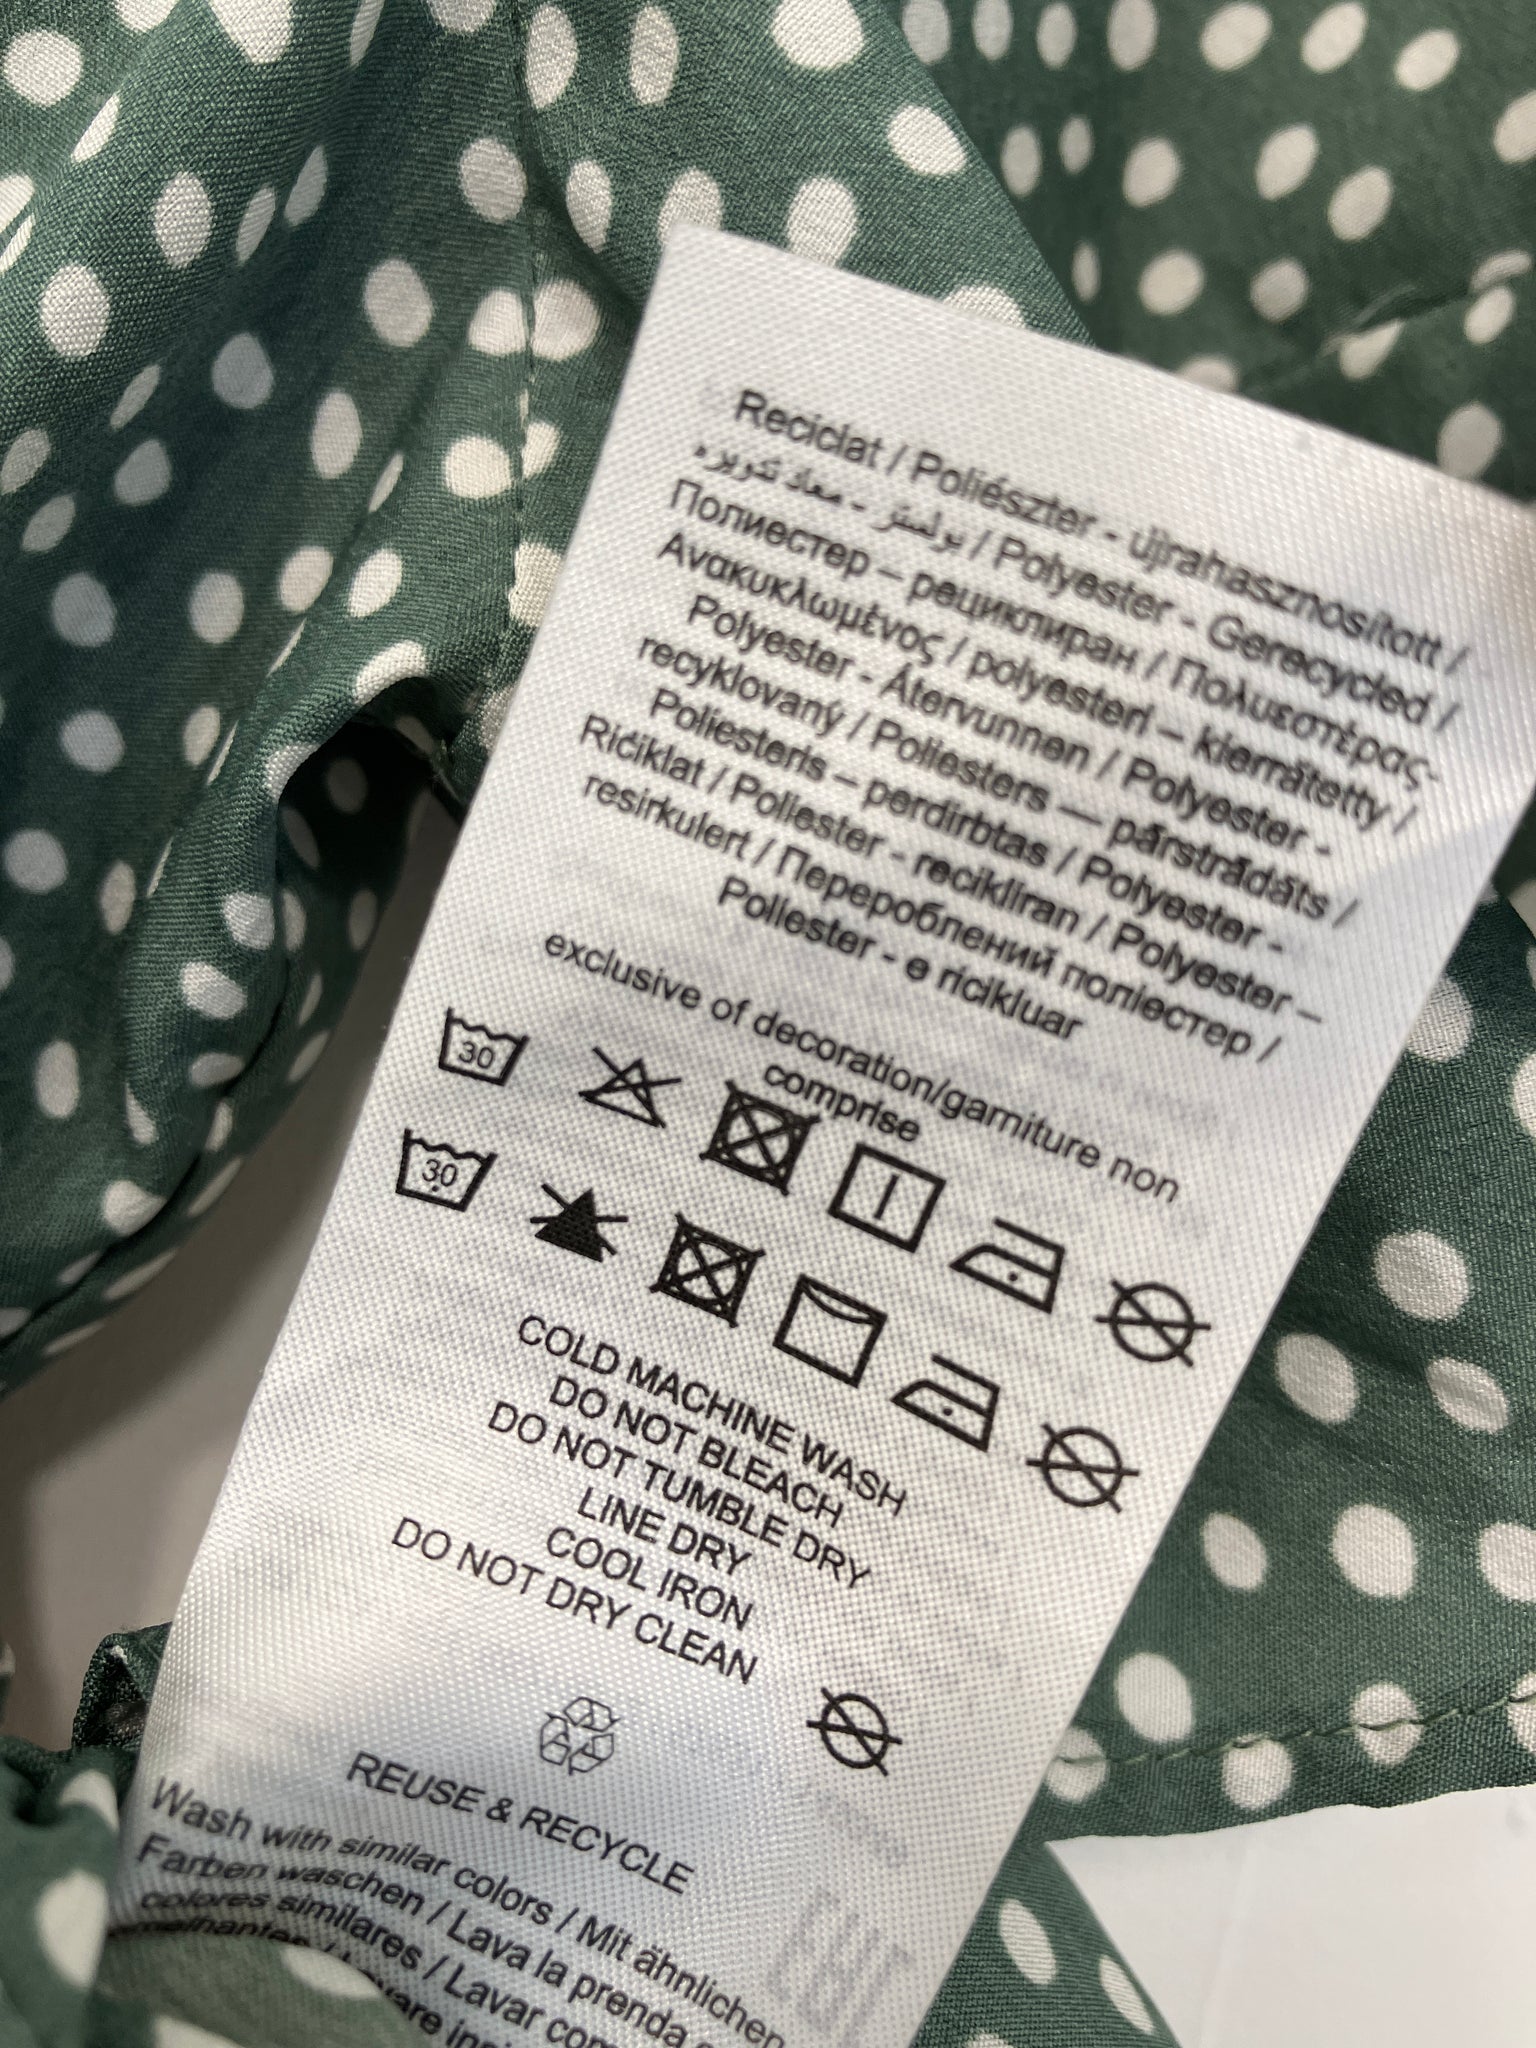 Reciclat / Poliészter - újrahasznosított /
بوليستر - معاد تدويره / Polyester - Gerecycled /
Полиестер – рециклиран / Πολυεστέρας-
Ανακυκλωμένος / polyesteri – kierrätetty /
Polyester - Återvunnen / Polyester -
recyklovaný / Poliesters — pārstrādāts /
Poliesteris – perdirbtas / Polyester -
Riċiklat / Poliester - recikliran / Polyester –
resirkulert / Перероблений поліестер /
Poliester - e ricikluar
exclusive of decoration/garniture non
comprise
30
30
COLD MACHINE WASH
DO NOT BLEACH
DO NOT TUMBLE DRY
LINE DRY
COOL IRON
DO NOT DRY CLEAN
REUSE & RECYCLE
Wash with similar colors / Mit ähnlichen
Farben waschen / Lava la prenda
colores similares / Lavar com